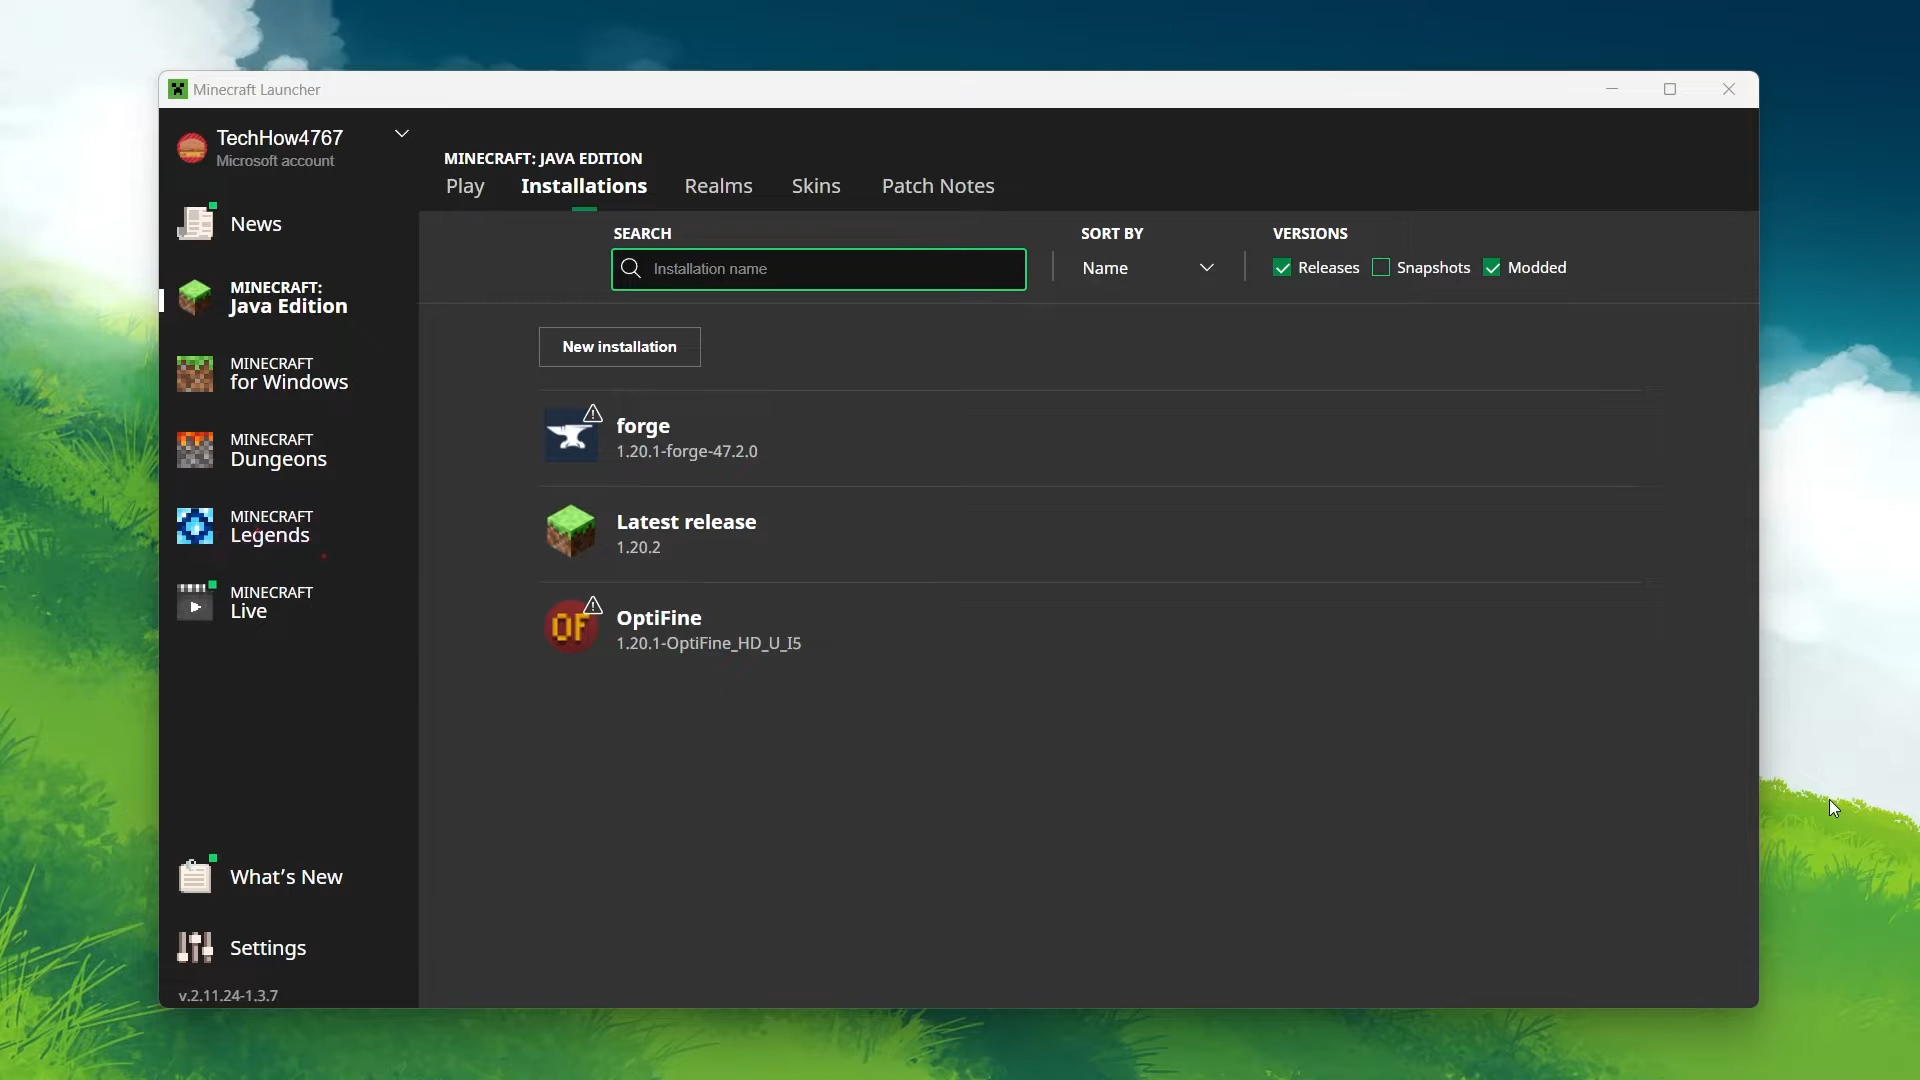 Minecraft Launcher
TechHow4767
Microsoft account
News
MINECRAFT:
Java Edition
MINECRAFT
for Windows
MINECRAFT
Dungeons
MINECRAFT
Legends
MINECRAFT
Live
What's New
Settings
v.2.11.24-1.3.7
MINECRAFT: JAVA EDITION
Play Installations Realms Skins Patch Notes
SEARCH SORT BY VERSIONS
Installation name Name Releases Snapshots Modded
New installation
forge
1.20.1-forge-47.2.0
Latest release
1.20.2
OF
OptiFine
1.20.1-OptiFine_HD_U_I5